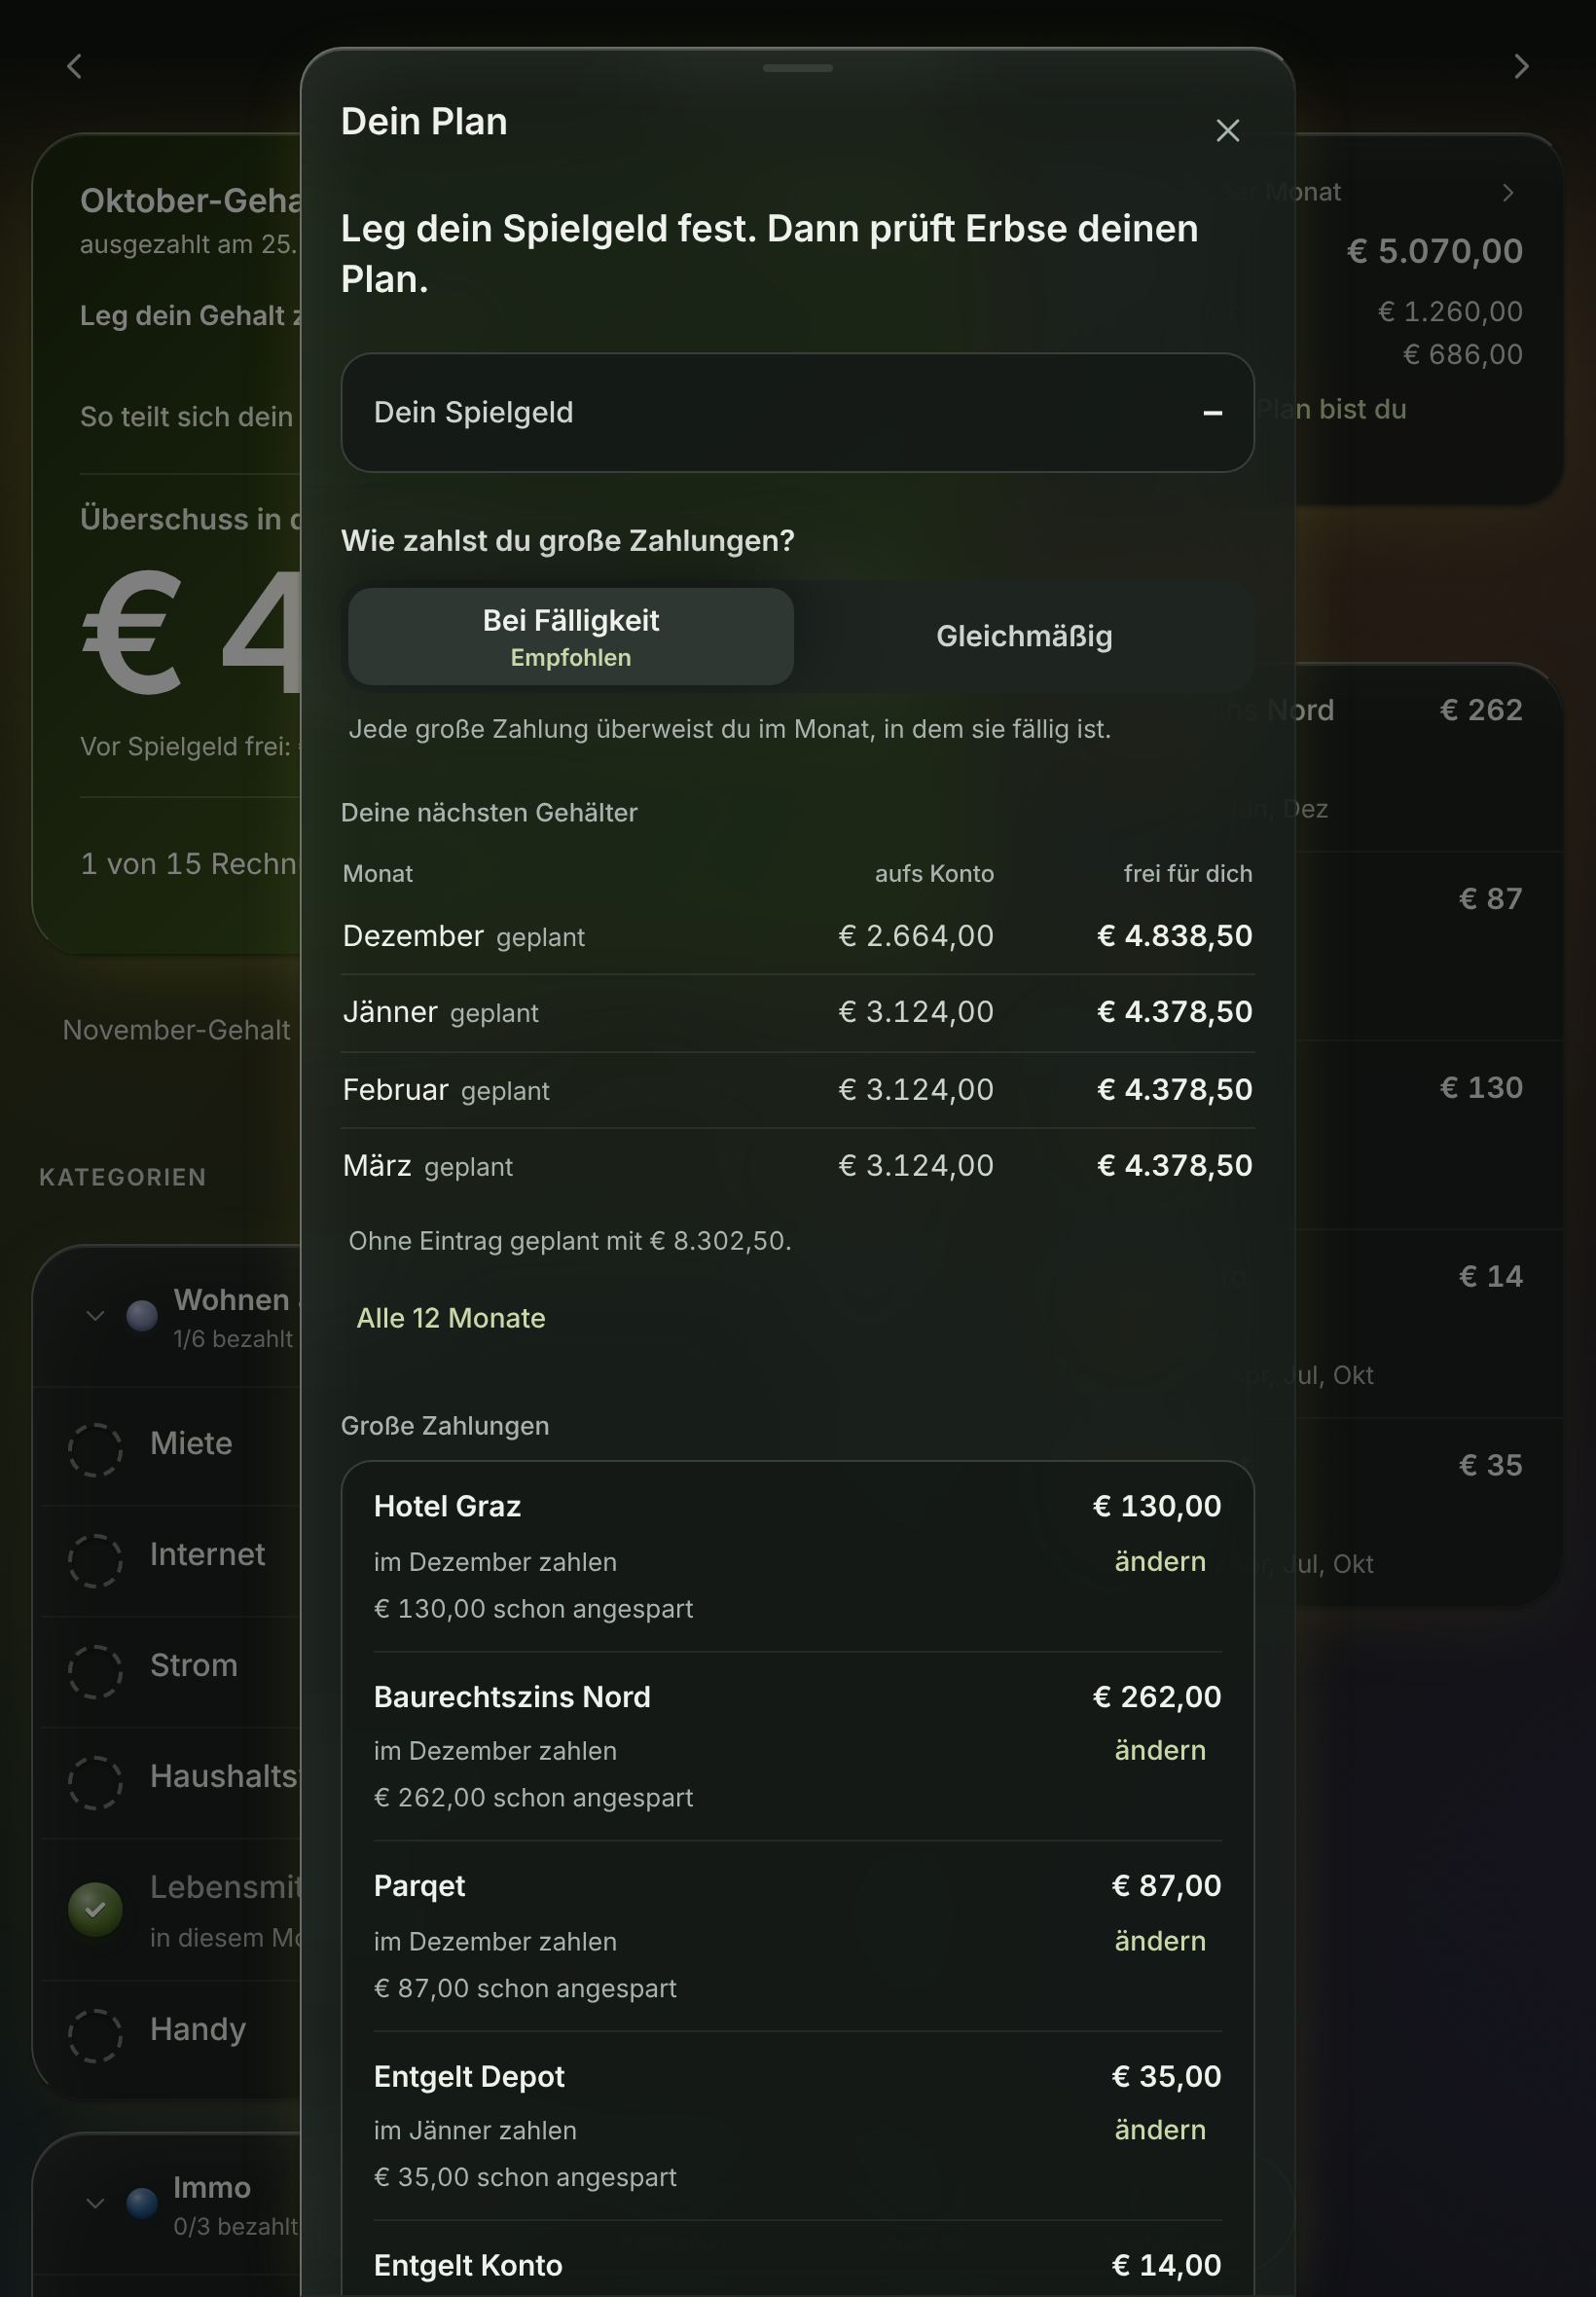 Dein Plan
Leg dein Spielgeld fest. Dann prüft Erbse deinen
Plan.
Dein Spielgeld –
Wie zahlst du große Zahlungen?
Bei Fälligkeit
Empfohlen
Gleichmäßig
Jede große Zahlung überweist du im Monat, in dem sie fällig ist.
Deine nächsten Gehälter
Monat aufs Konto frei für dich
Dezember geplant € 2.664,00 € 4.838,50
Jänner geplant € 3.124,00 € 4.378,50
Februar geplant € 3.124,00 € 4.378,50
März geplant € 3.124,00 € 4.378,50
Ohne Eintrag geplant mit € 8.302,50.
Alle 12 Monate
Große Zahlungen
Hotel Graz € 130,00
im Dezember zahlen ändern
€ 130,00 schon angespart
Baurechtszins Nord € 262,00
im Dezember zahlen ändern
€ 262,00 schon angespart
Parqet € 87,00
im Dezember zahlen ändern
€ 87,00 schon angespart
Entgelt Depot € 35,00
im Jänner zahlen ändern
€ 35,00 schon angespart
Entgelt Konto € 14,00
Oktober-Geha
ausgezahlt am 25.
Leg dein Gehalt
So teilt sich dein
Überschuss in
€ 4
Vor Spielgeld frei:
1 von 15 Rechn
November-Gehalt
KATEGORIEN
Wohnen
1/6 bezahlt
Miete
Internet
Strom
Haushalts
Lebensmit
in diesem Mo
Handy
Immo
0/3 bezahlt
Monat
€ 5.070,00
€ 1.260,00
€ 686,00
Plan bist du
Nord € 262
Dez
€ 87
€ 130
€ 14
Jul, Okt
€ 35
Jul, Okt